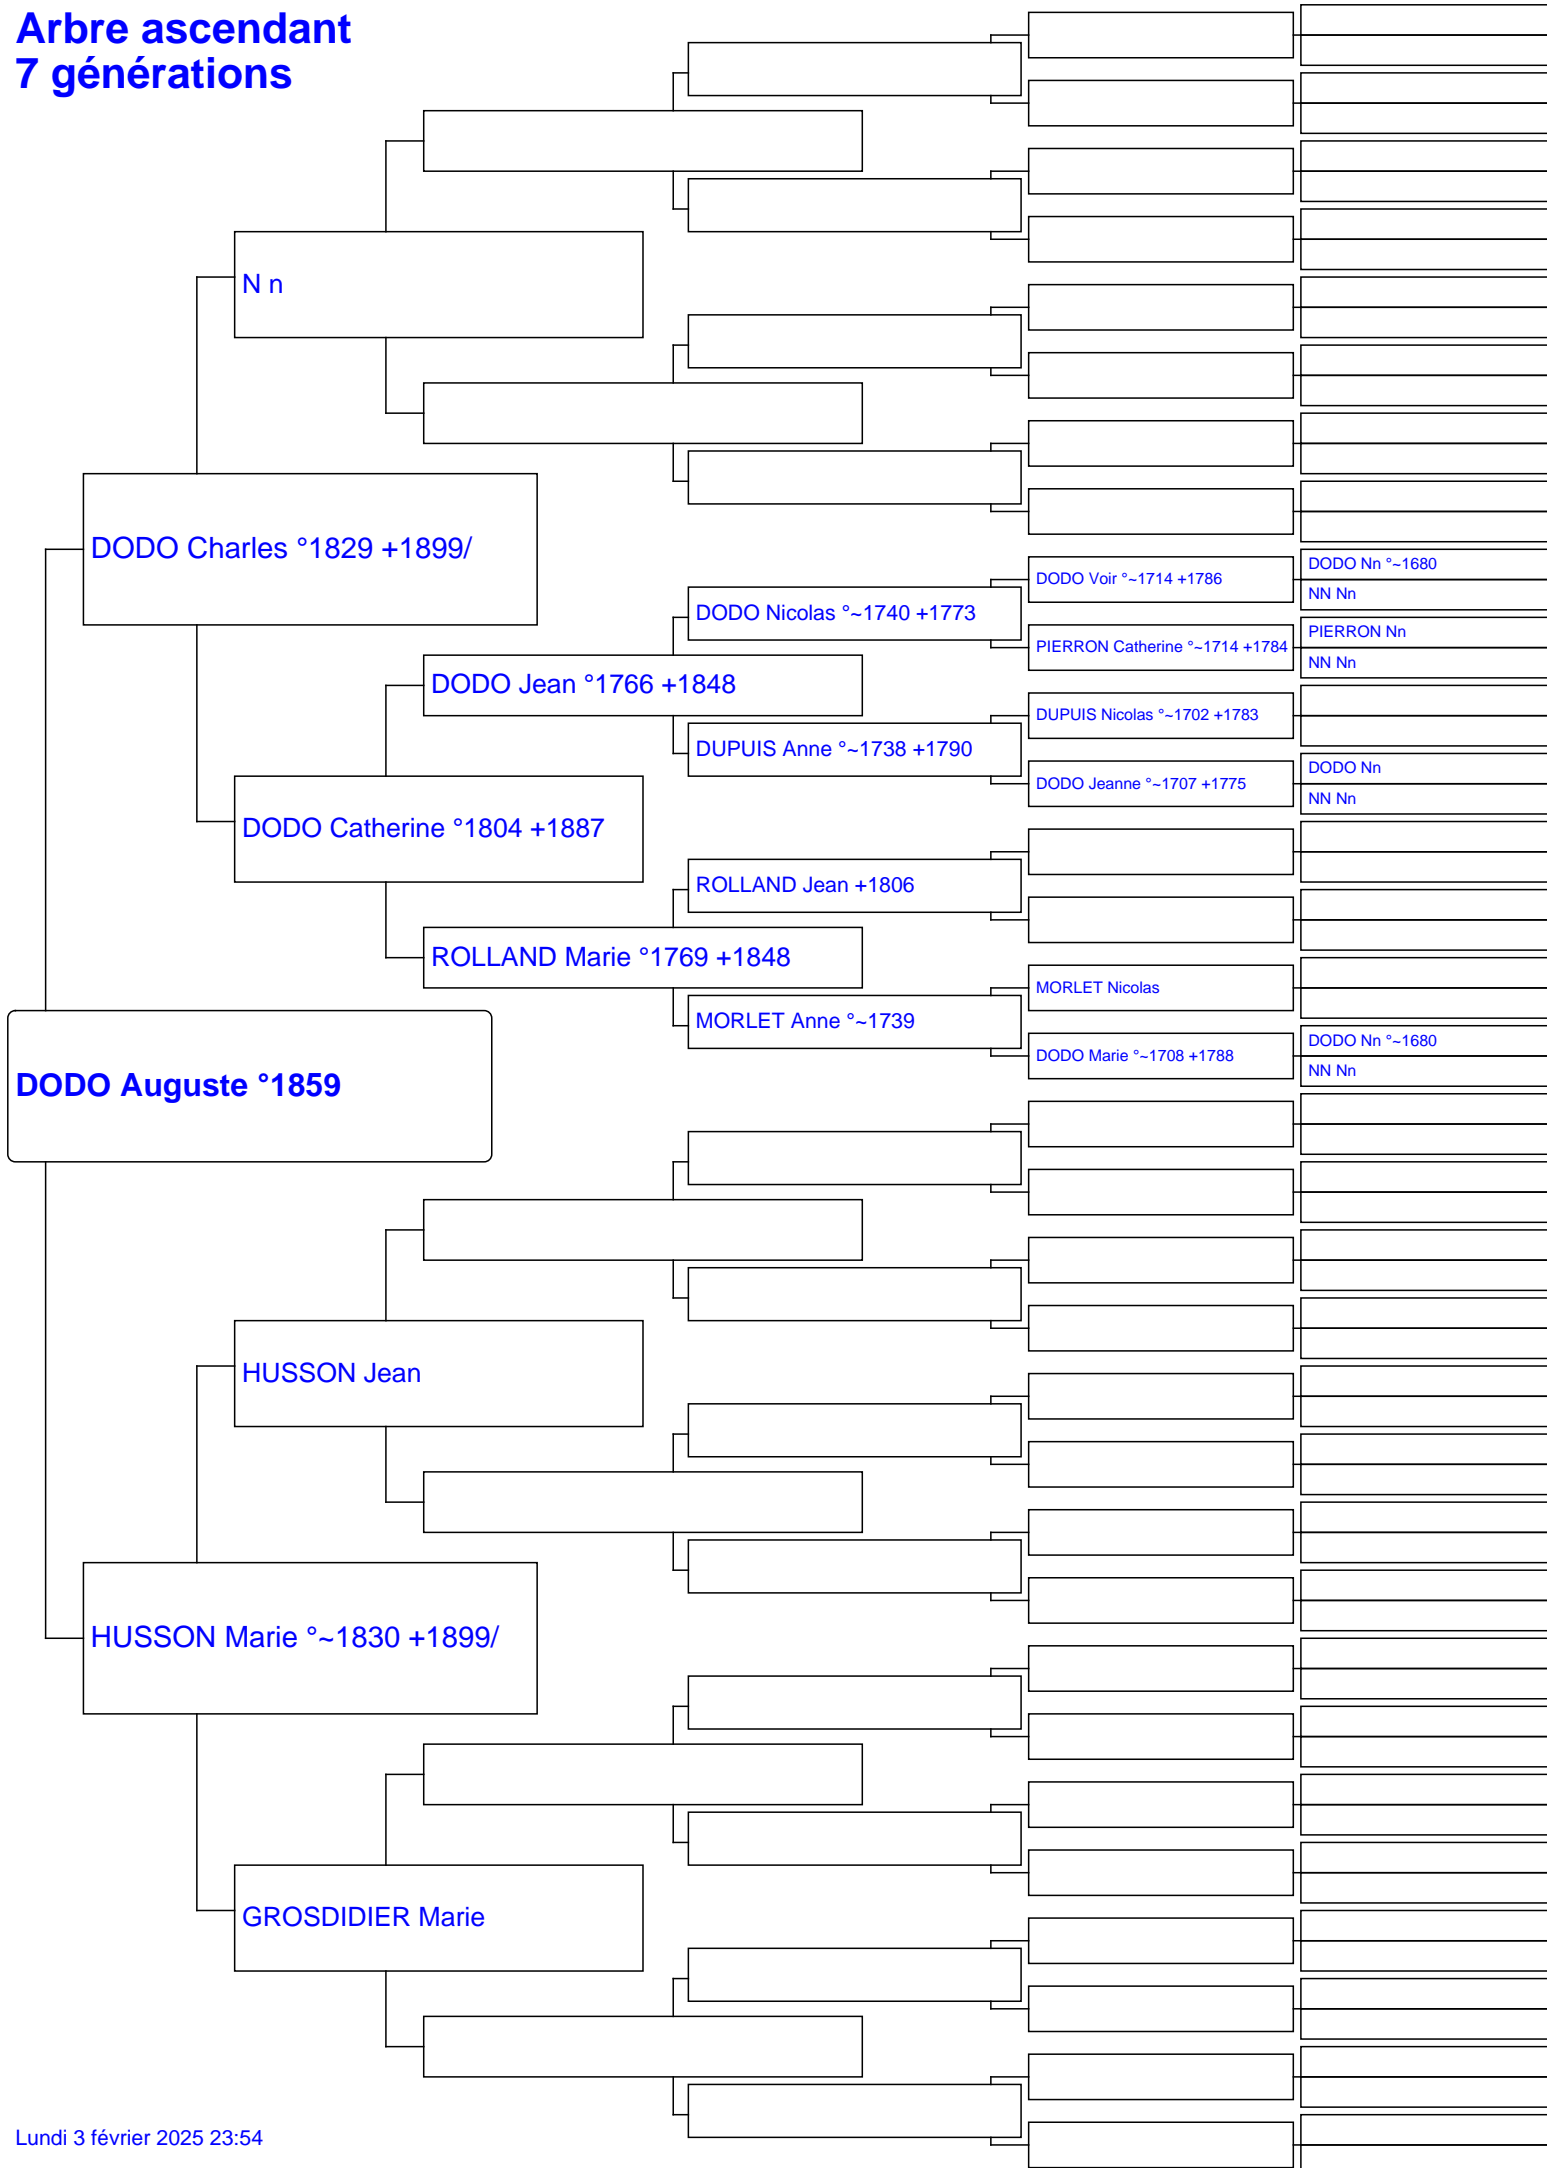 Arbre ascendant
7 générations
N n
DODO Charles °1829 +1899/
DODO Voir °~1714 +1786
DODO Nn °~1680
NN Nn
DODO Nicolas °~1740 +1773
PIERRON Catherine °~1714 +1784
PIERRON Nn
NN Nn
DODO Jean °1766 +1848
DUPUIS Nicolas °~1702 +1783
DUPUIS Anne °~1738 +1790
DODO Jeanne °~1707 +1775
DODO Nn
NN Nn
DODO Catherine °1804 +1887
ROLLAND Jean +1806
ROLLAND Marie °1769 +1848
MORLET Nicolas
MORLET Anne °~1739
DODO Marie °~1708 +1788
DODO Nn °~1680
NN Nn
DODO Auguste °1859
HUSSON Jean
HUSSON Marie °~1830 +1899/
GROSDIDIER Marie
Lundi 3 février 2025 23:54